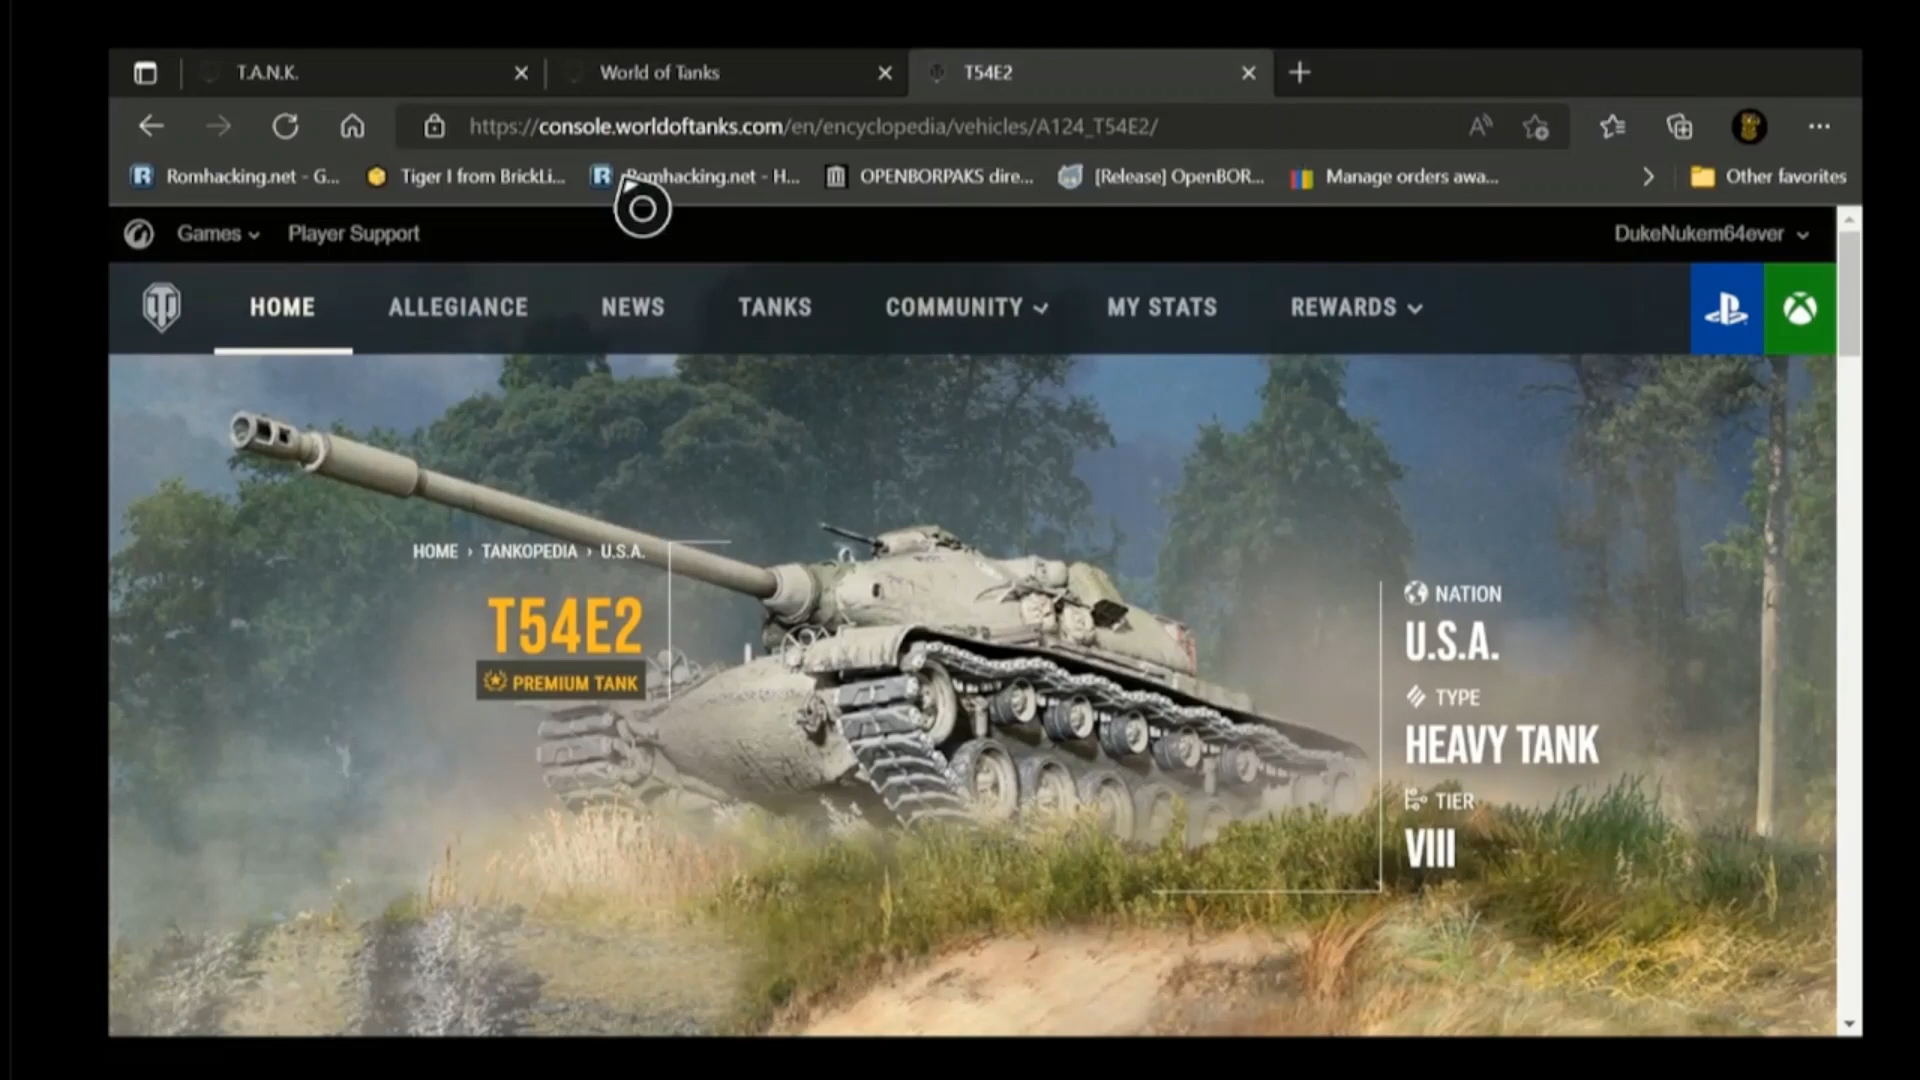 T.A.N.K.
World of Tanks
T54E2
https://console.worldoftanks.com/en/encyclopedia/vehicles/A124_T54E2/
Romhacking.net - G...
Tiger I from BrickLi...
Romhacking.net - H...
OPENBORPAKS dire...
[Release] OpenBOR...
Manage orders awa...
Other favorites
Games
Player Support
DukeNukem64ever
HOME
ALLEGIANCE
NEWS
TANKS
COMMUNITY
MY STATS
REWARDS
HOME › TANKOPEDIA › U.S.A.
T54E2
PREMIUM TANK
NATION
U.S.A.
TYPE
HEAVY TANK
TIER
VIII